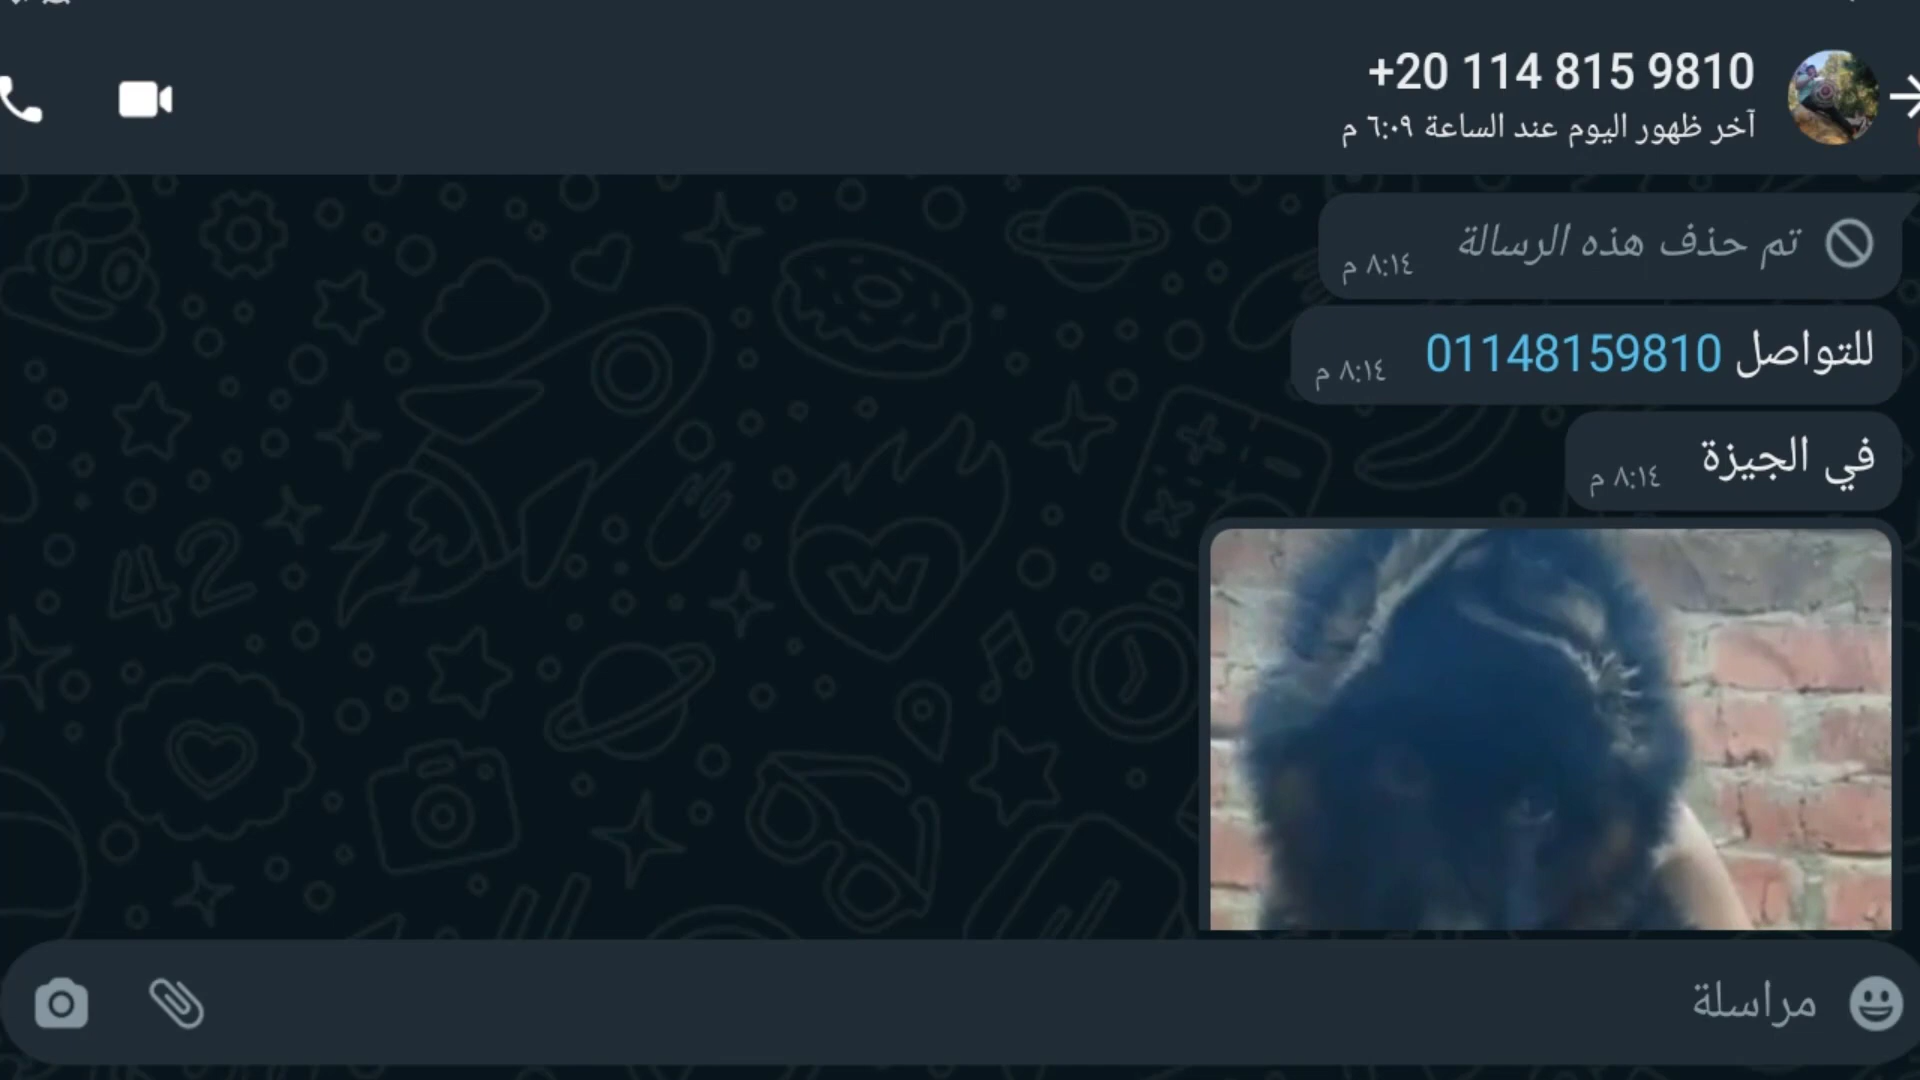 +20 114 815 9810
آخر ظهور اليوم عند الساعة ٦:٠٩ م
تم حذف هذه الرسالة
٨:١٤ م
للتواصل 01148159810
٨:١٤ م
في الجيزة
٨:١٤ م
مراسلة